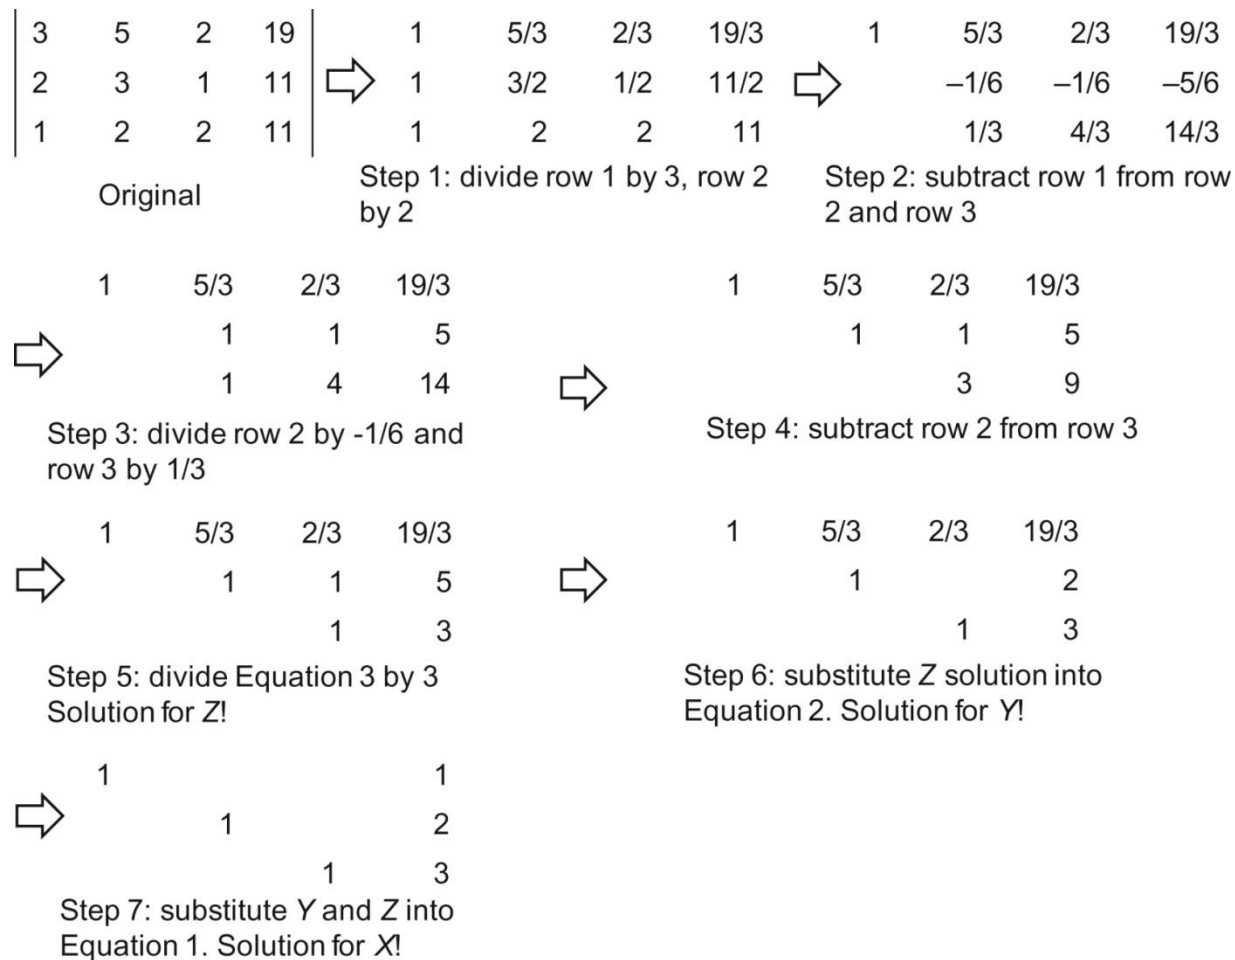 3 5 2 19 1 5/3 2/3 19/3 1 5/3 2/3 19/3
2 3 1 11 1 3/2 1/2 11/2 –1/6 –1/6 –5/6
1 2 2 11 1 2 2 11 1/3 4/3 14/3
Original
Step 1: divide row 1 by 3, row 2
by 2
Step 2: subtract row 1 from row
2 and row 3
1 5/3 2/3 19/3
1 1 5
1 4 14
Step 3: divide row 2 by -1/6 and
row 3 by 1/3
1 5/3 2/3 19/3
1 1 5
3 9
Step 4: subtract row 2 from row 3
1 5/3 2/3 19/3
1 1 5
1 3
Step 5: divide Equation 3 by 3
Solution for Z!
1 5/3 2/3 19/3
1 2
1 3
Step 6: substitute Z solution into
Equation 2. Solution for Y!
1 1
1 2
1 3
Step 7: substitute Y and Z into
Equation 1. Solution for X!